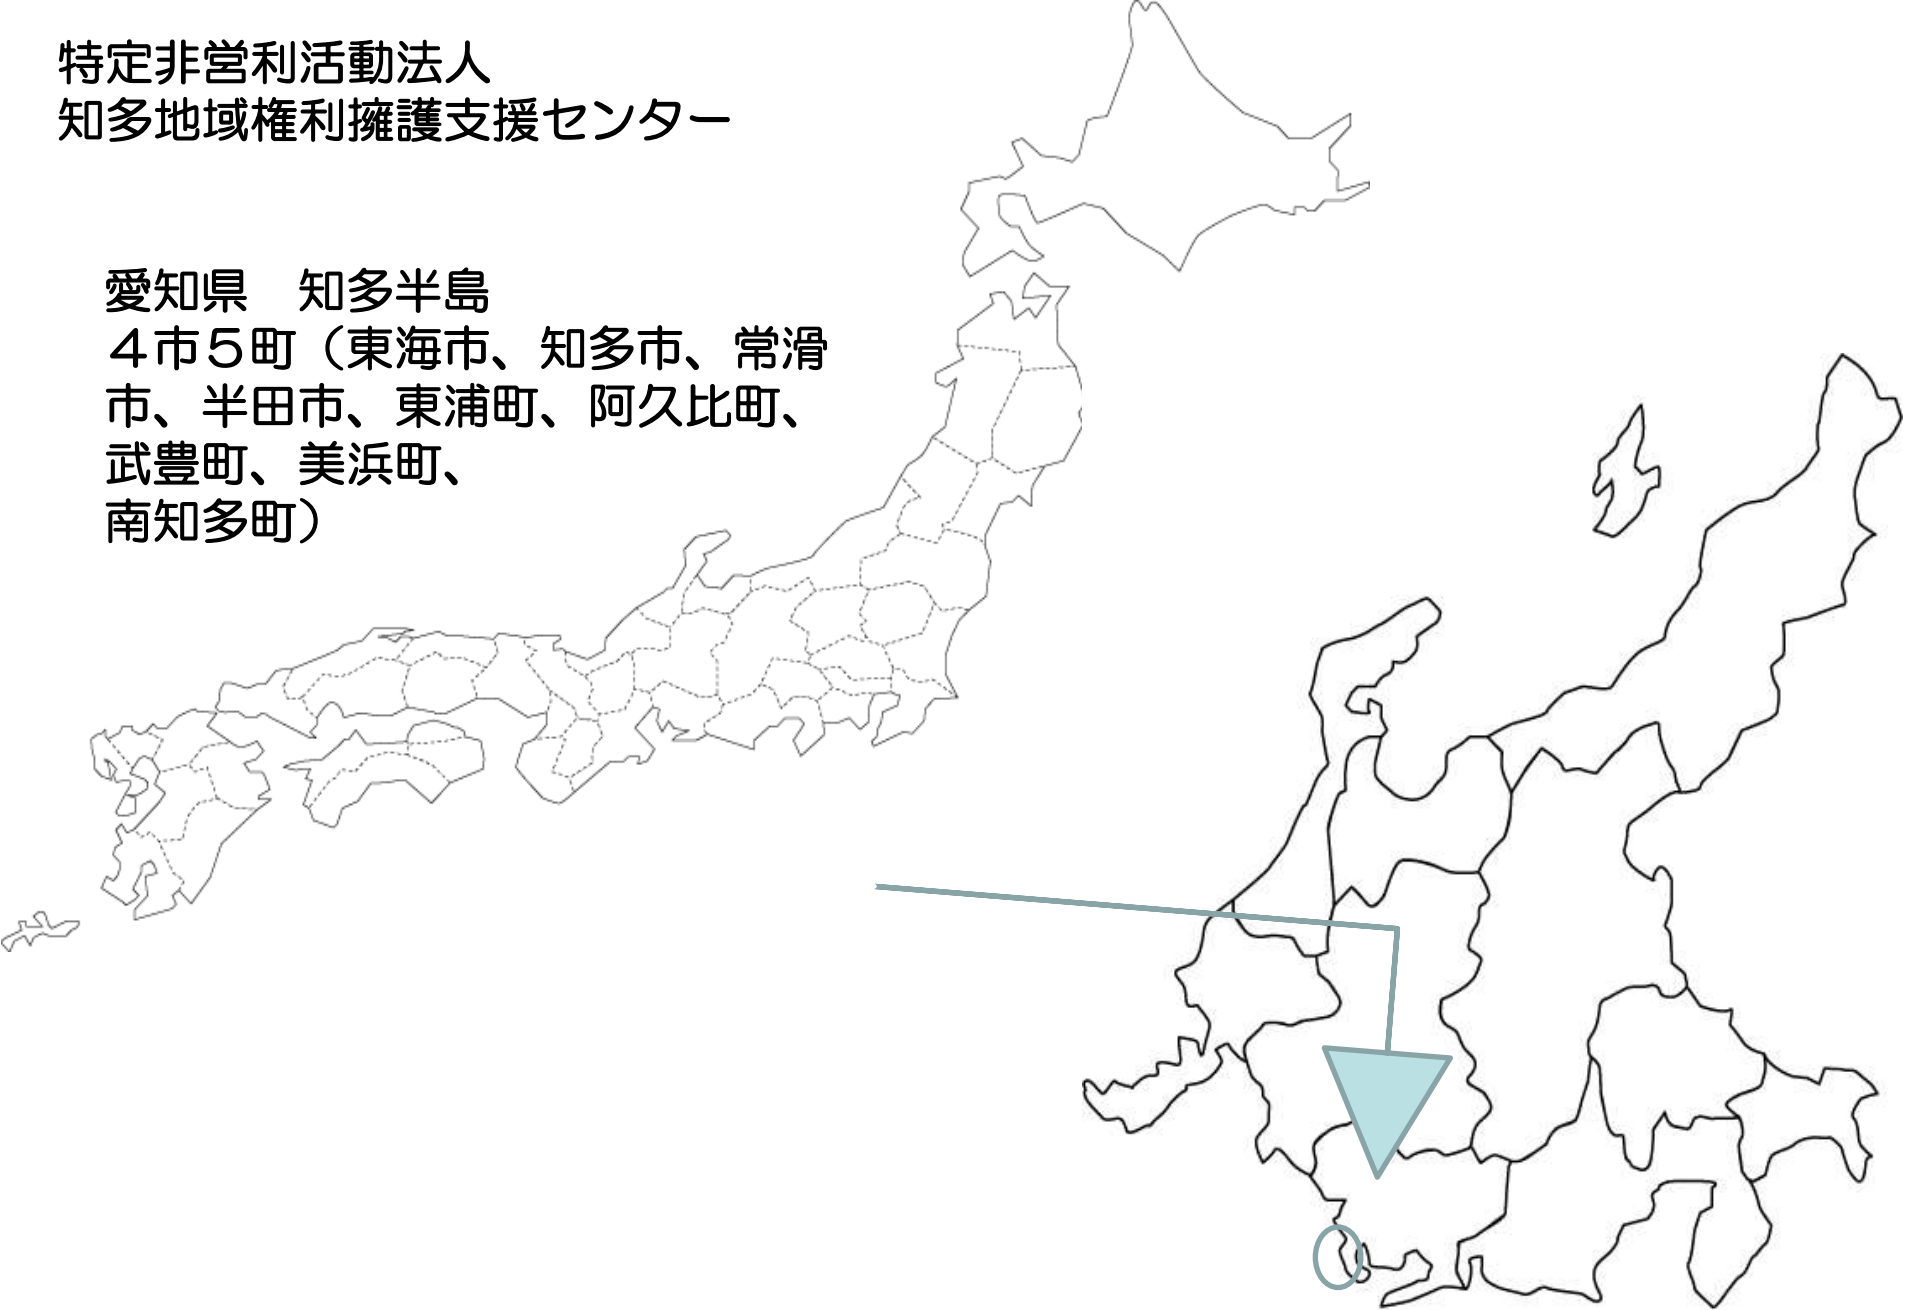 特定非営利活動法人
知多地域権利擁護支援センター
愛知県　知多半島
４市５町（東海市、知多市、常滑
市、半田市、東浦町、阿久比町、
武豊町、美浜町、
南知多町）